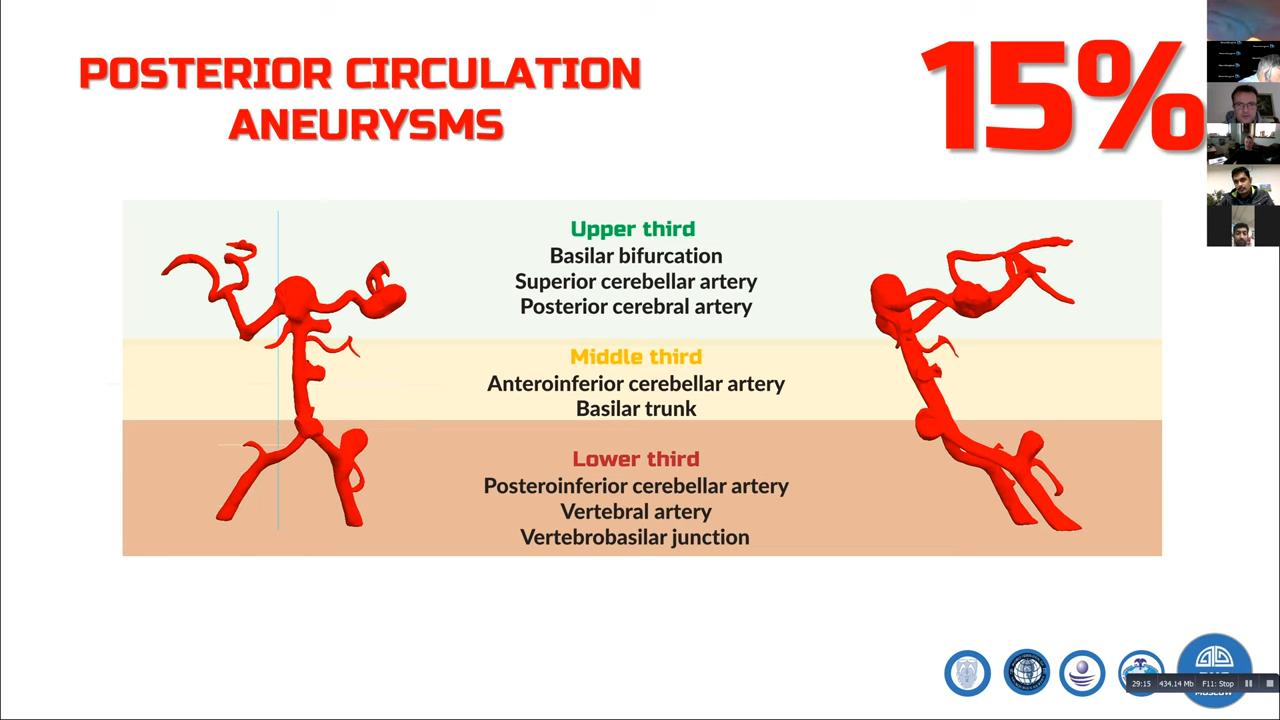 POSTERIOR CIRCULATION
ANEURYSMS
15%
Upper third
Basilar bifurcation
Superior cerebellar artery
Posterior cerebral artery
Middle third
Anteroinferior cerebellar artery
Basilar trunk
Lower third
Posteroinferior cerebellar artery
Vertebral artery
Vertebrobasilar junction
29:15 434.14 Mb F11: Stop